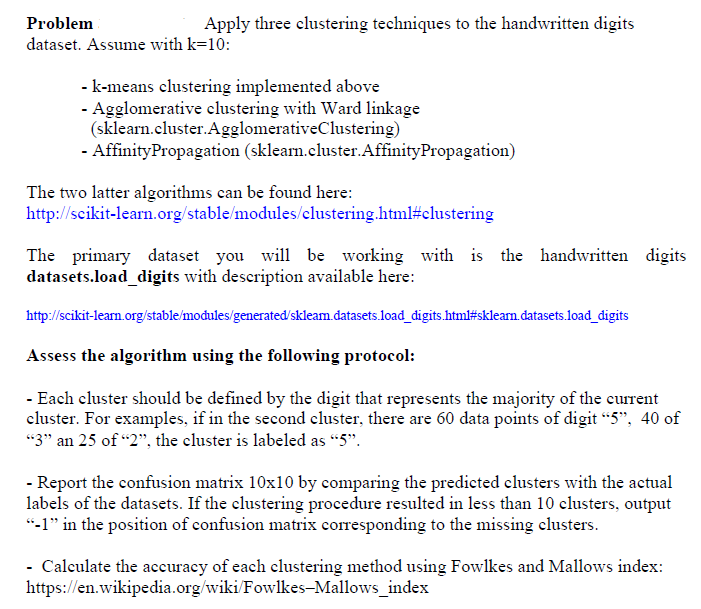 Problem Apply three clustering techniques to the handwritten digits
dataset. Assume with k=10:
- k-means clustering implemented above
- Agglomerative clustering with Ward linkage
(sklearn.cluster.AgglomerativeClustering)
- AffinityPropagation (sklearn.cluster.AffinityPropagation)
The two latter algorithms can be found here:
http://scikit-learn.org/stable/modules/clustering.html#clustering
The primary dataset you will be working with is the handwritten digits
datasets.load_digits with description available here:
http://scikit-learn.org/stable/modules/generated/sklearn.datasets.load_digits.html#sklearn.datasets.load_digits
Assess the algorithm using the following protocol:
- Each cluster should be defined by the digit that represents the majority of the current
cluster. For examples, if in the second cluster, there are 60 data points of digit “5”, 40 of
“3” an 25 of “2”, the cluster is labeled as “5”.
- Report the confusion matrix 10x10 by comparing the predicted clusters with the actual
labels of the datasets. If the clustering procedure resulted in less than 10 clusters, output
“-1” in the position of confusion matrix corresponding to the missing clusters.
- Calculate the accuracy of each clustering method using Fowlkes and Mallows index:
https://en.wikipedia.org/wiki/Fowlkes–Mallows_index